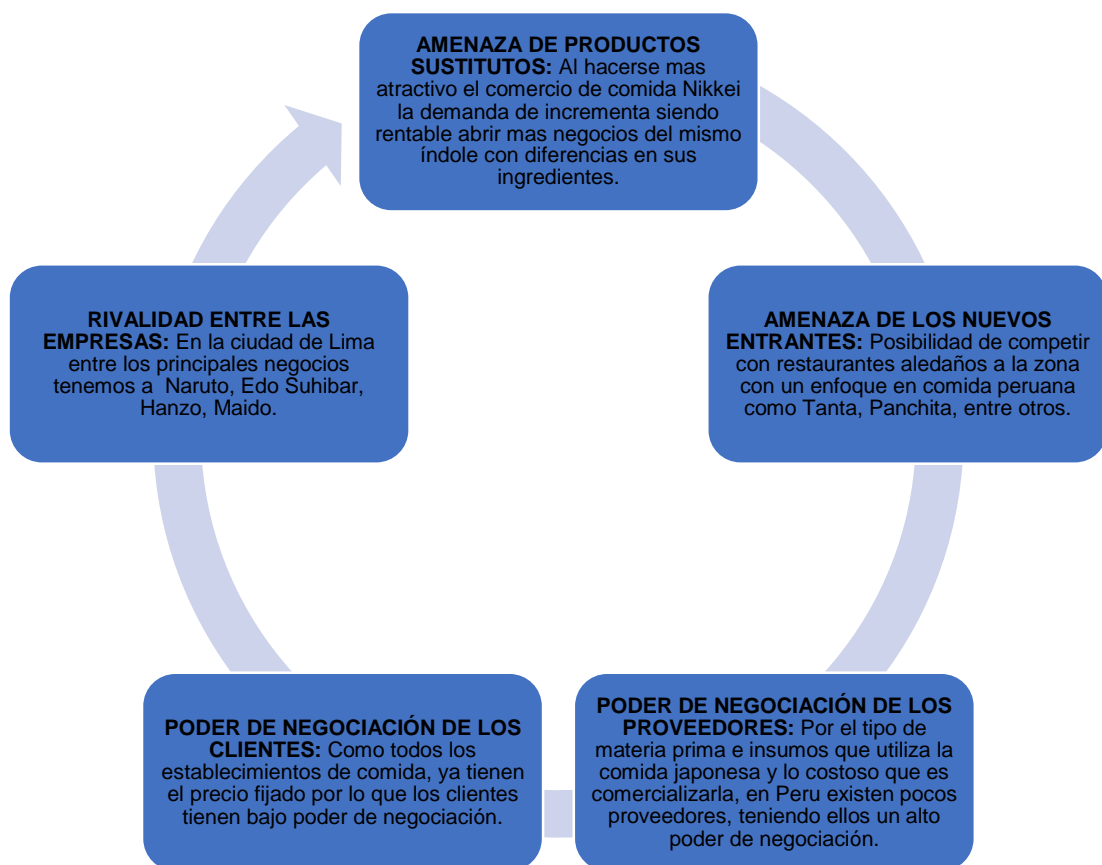 AMENAZA DE PRODUCTOS
SUSTITUTOS: Al hacerse mas
atractivo el comercio de comida Nikkei
la demanda de incrementa siendo
rentable abrir mas negocios del mismo
índole con diferencias en sus
ingredientes.
AMENAZA DE LOS NUEVOS
ENTRANTES: Posibilidad de competir
con restaurantes aledaños a la zona
con un enfoque en comida peruana
como Tanta, Panchita, entre otros.
PODER DE NEGOCIACIÓN DE LOS
PROVEEDORES: Por el tipo de
materia prima e insumos que utiliza la
comida japonesa y lo costoso que es
comercializarla, en Peru existen pocos
proveedores, teniendo ellos un alto
poder de negociación.
PODER DE NEGOCIACIÓN DE LOS
CLIENTES: Como todos los
establecimientos de comida, ya tienen
el precio fijado por lo que los clientes
tienen bajo poder de negociación.
RIVALIDAD ENTRE LAS
EMPRESAS: En la ciudad de Lima
entre los principales negocios
tenemos a Naruto, Edo Suhibar,
Hanzo, Maido.